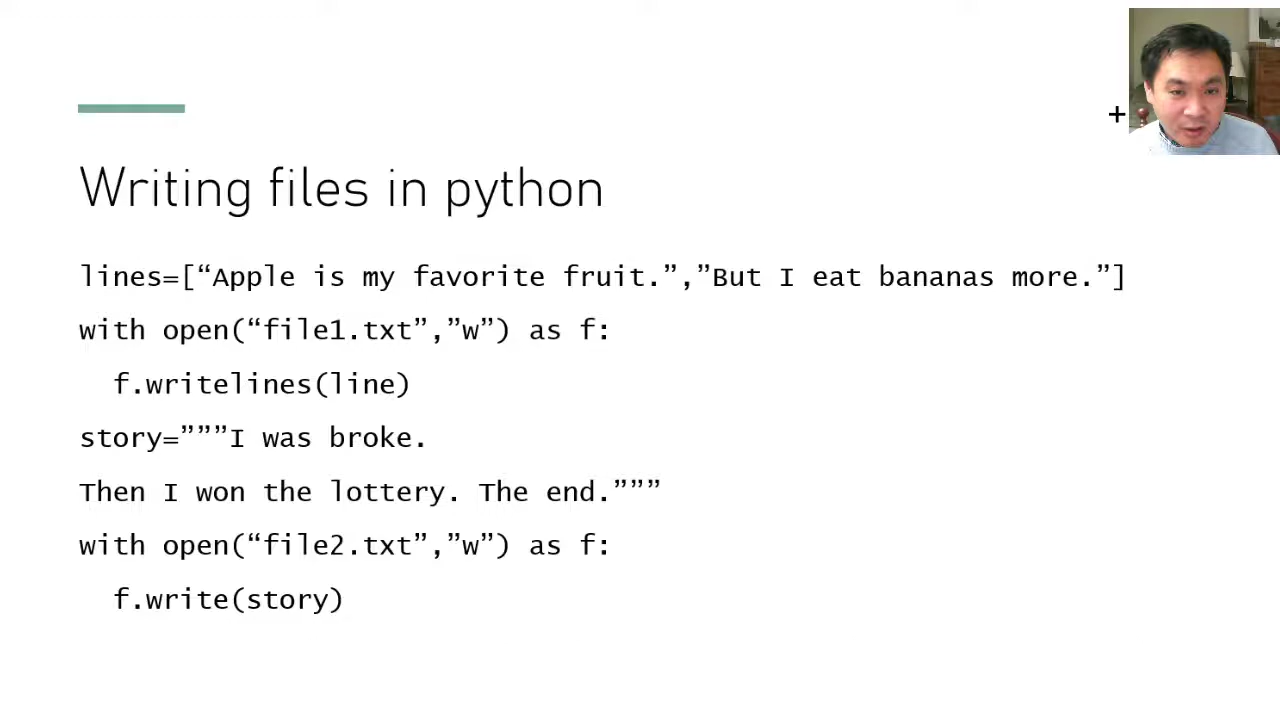 Writing files in python
lines=[“Apple is my favorite fruit.”,”But I eat bananas more.”]
with open(“file1.txt”,”w”) as f:
f.writelines(line)
story=”””I was broke.
Then I won the lottery. The end.”””
with open(“file2.txt”,”w”) as f:
f.write(story)